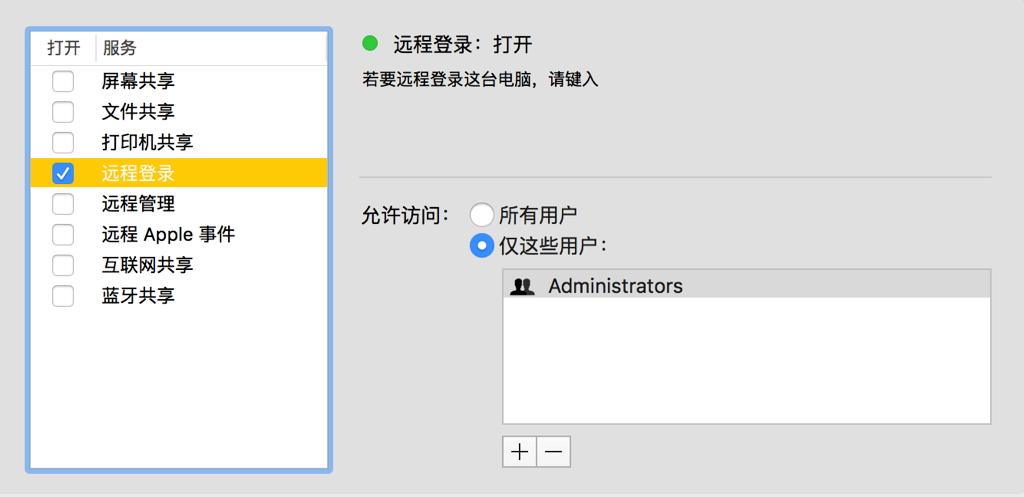 打开 服务
屏幕共享
文件共享
打印机共享
远程登录
远程管理
远程 Apple 事件
互联网共享
蓝牙共享
远程登录：打开
若要远程登录这台电脑，请键入
允许访问： 所有用户
仅这些用户：
Administrators